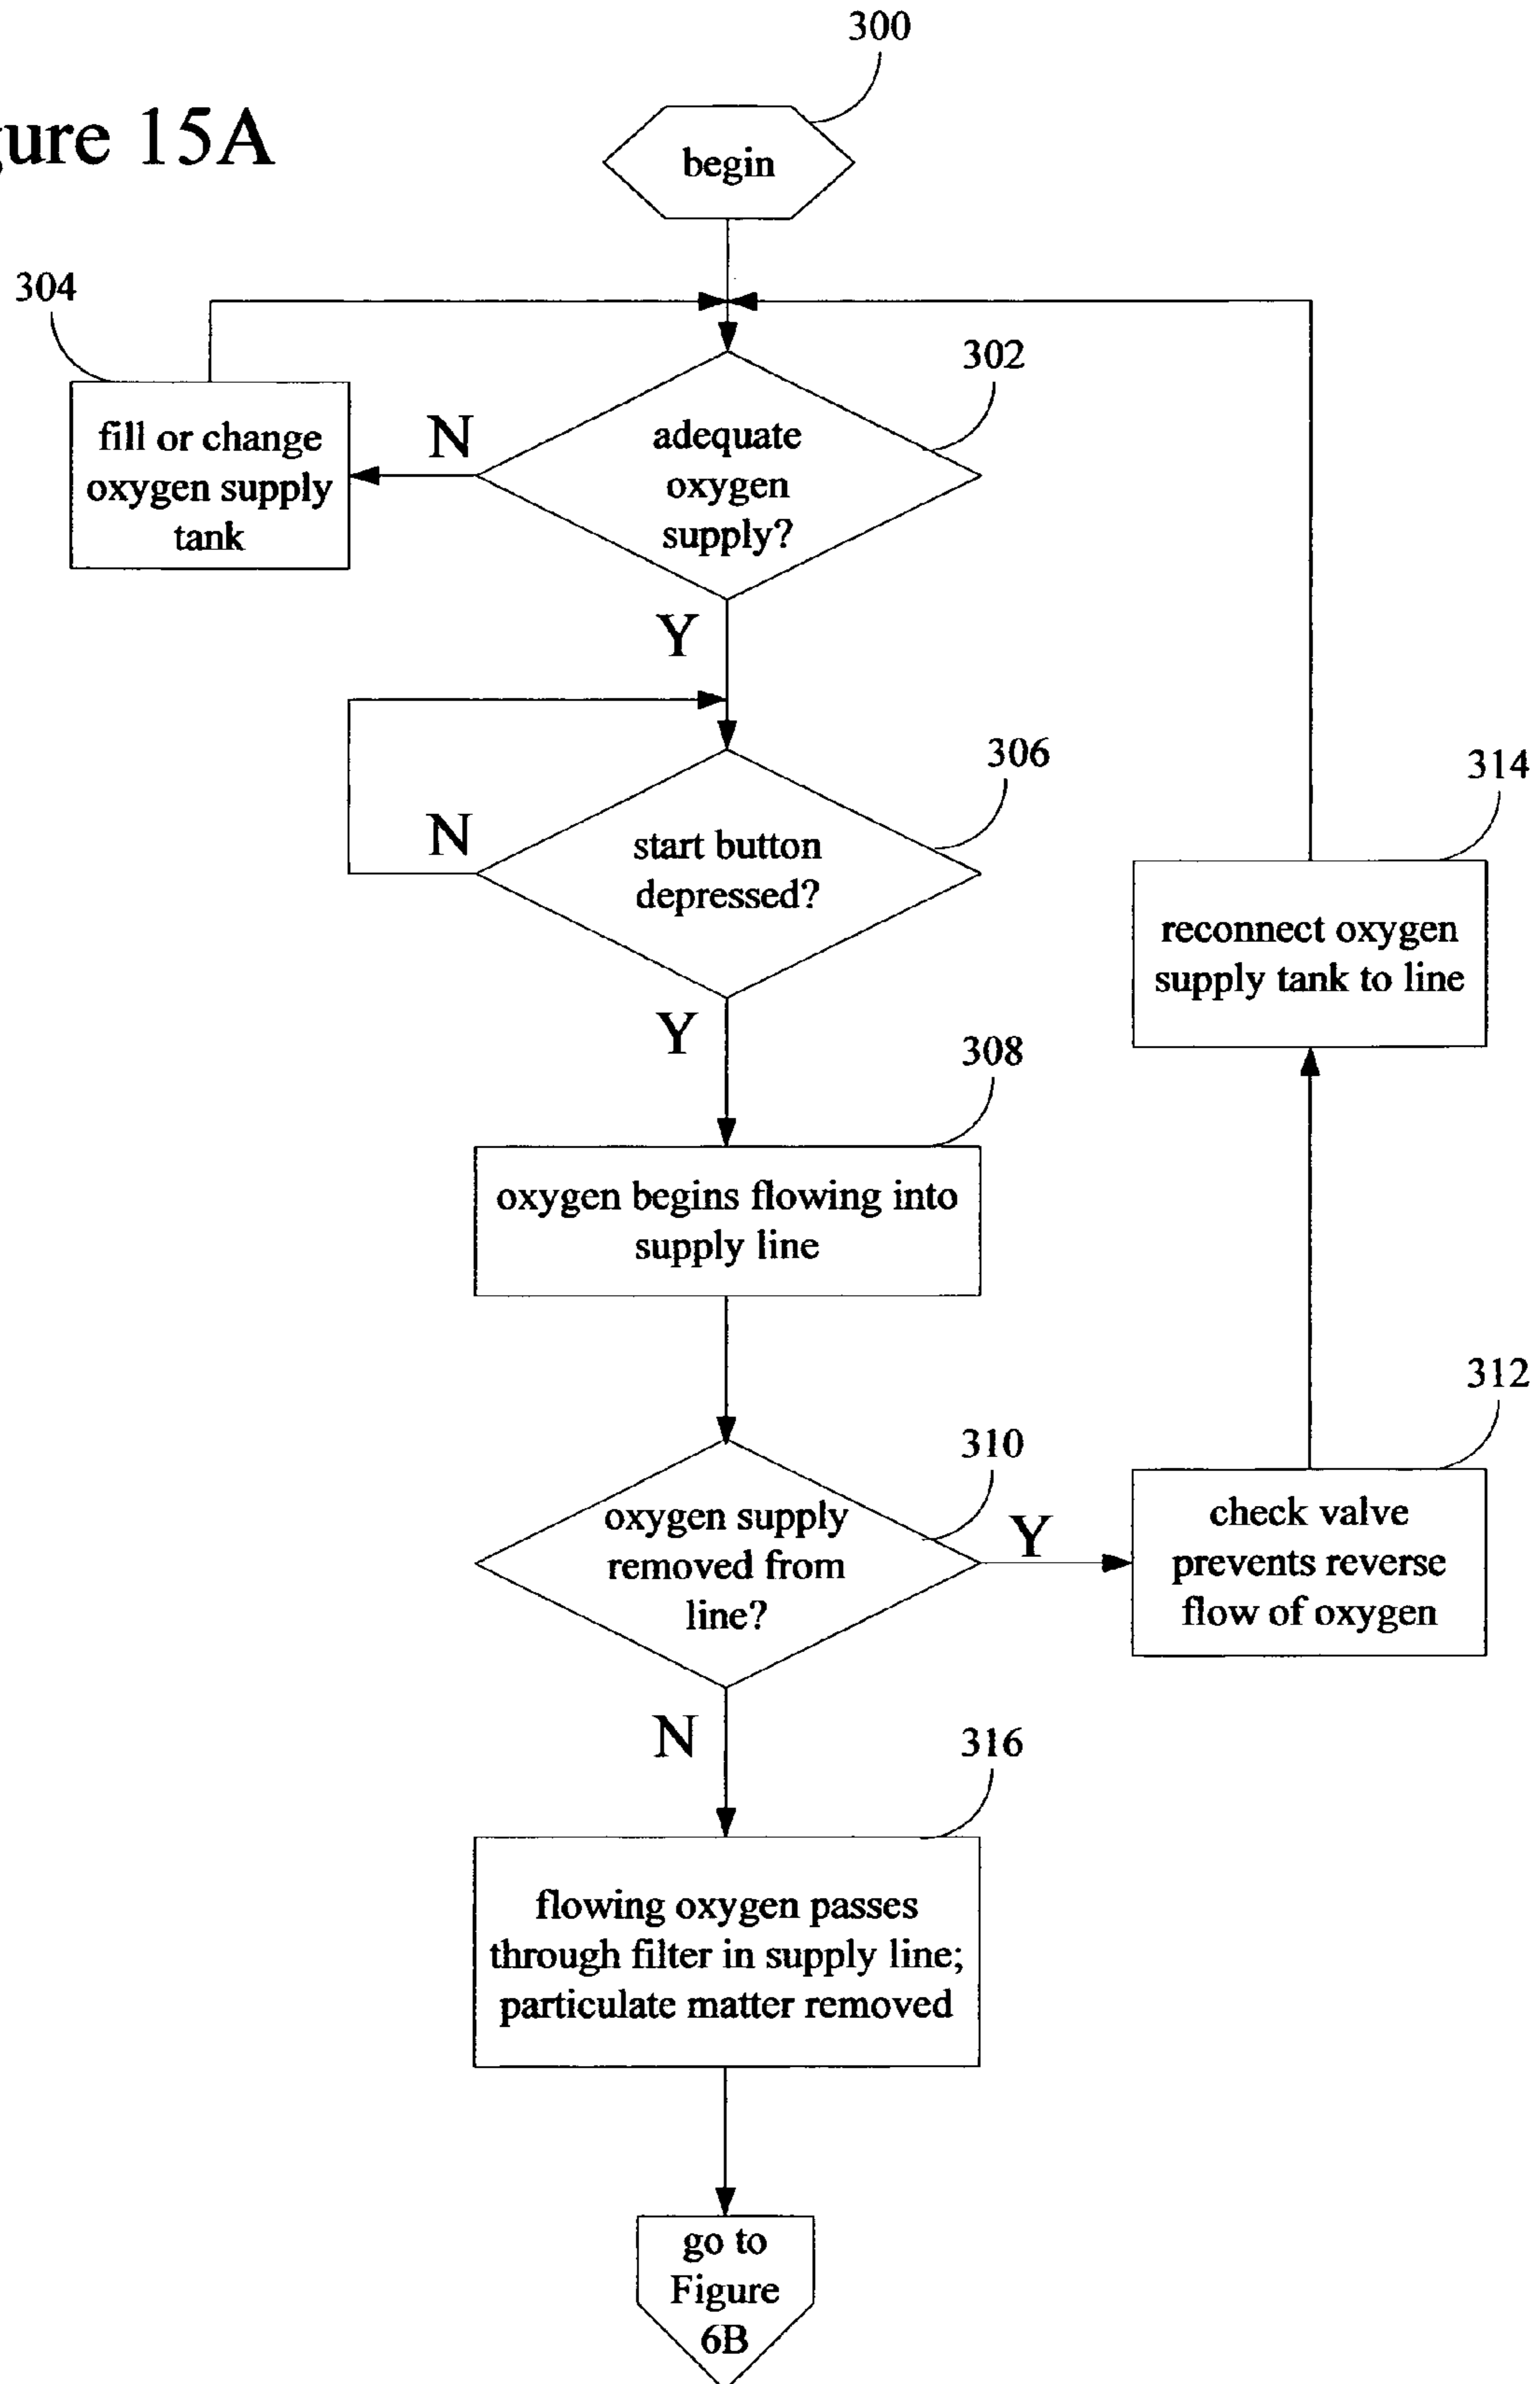 300
gure 15A
begin
304
302
fill or change
oxygen supply
tank
N
adequate
oxygen
supply?
Y
306
314
N
start button
depressed?
reconnect oxygen
supply tank to line
Y
308
oxygen begins flowing into
supply line
312
310
oxygen supply
removed from
line?
Y
check valve
prevents reverse
flow of oxygen
N
316
flowing oxygen passes
through filter in supply line;
particulate matter removed
go to
Figure
6B